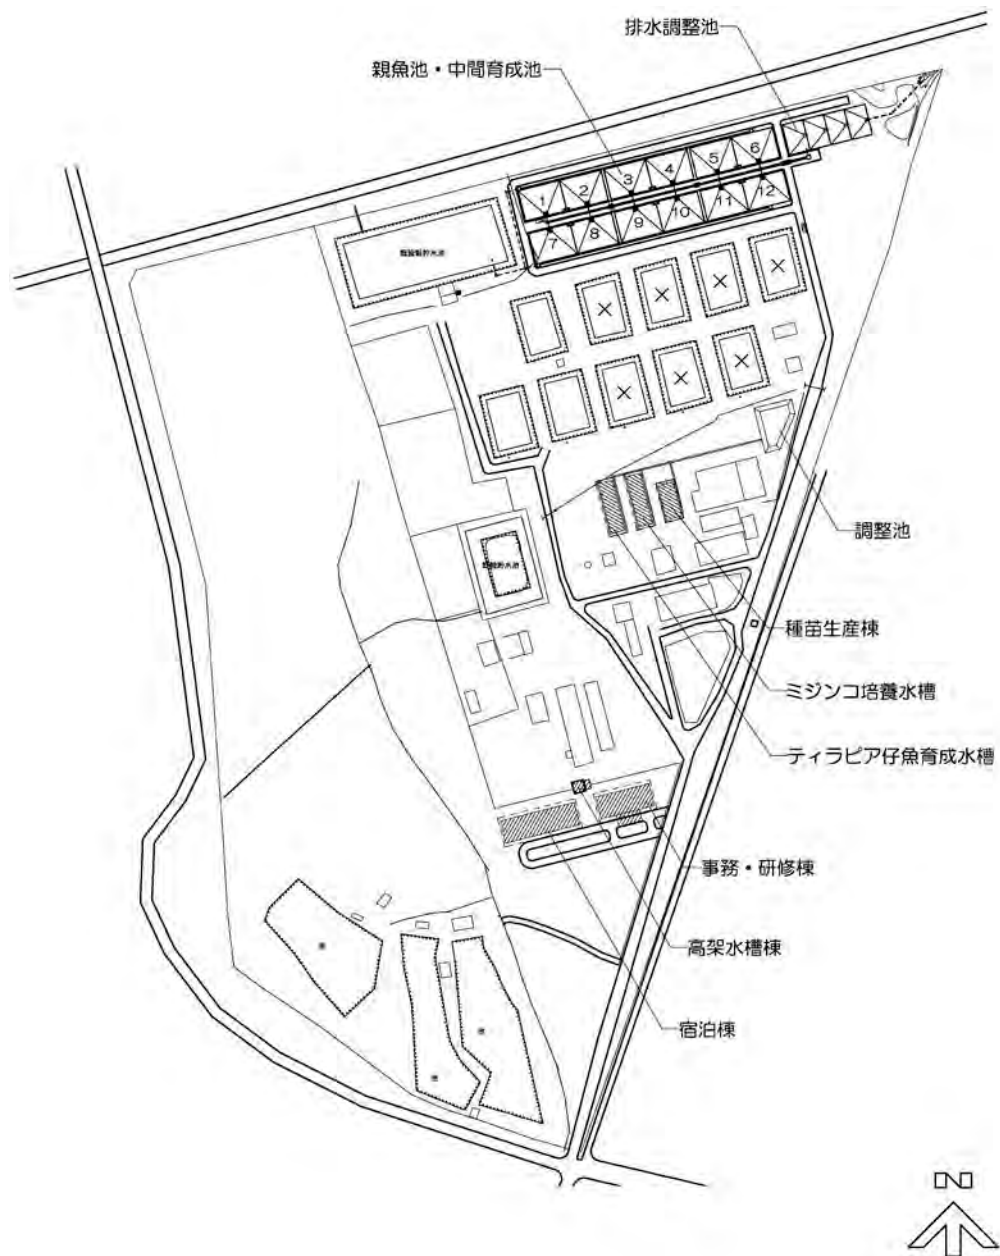 排水調整池
親魚池・中間育成池
1 2 3 4 5 6
7 8 9 10 11 12
調整池
種苗生産棟
ミジンコ培養水槽
ティラピア仔魚育成水槽
事務・研修棟
高架水槽棟
宿泊棟
N